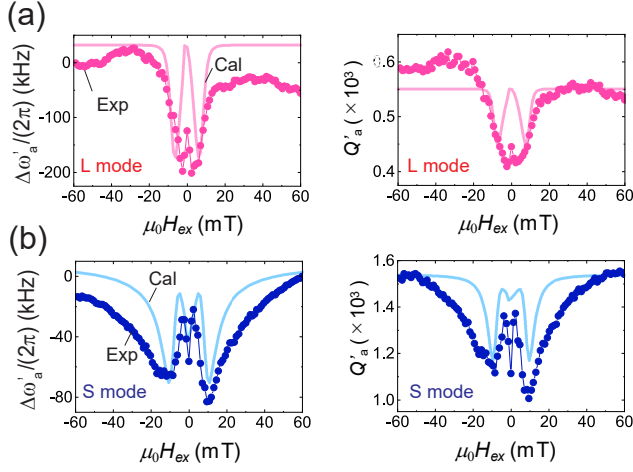 (a)
Δω'ₐ/(2π) (kHz)
0
-100
-200
Exp
Cal
L mode
-60 -40 -20 0 20 40 60
μ₀Hₑₓ (mT)
Q'ₐ (× 10³)
0.6
0.5
0.4
L mode
-60 -40 -20 0 20 40 60
μ₀Hₑₓ (mT)
(b)
Δω'ₐ/(2π) (kHz)
0
-40
-80
Cal
Exp
S mode
-60 -40 -20 0 20 40 60
μ₀Hₑₓ (mT)
Q'ₐ (× 10³)
1.6
1.4
1.2
1.0
S mode
-60 -40 -20 0 20 40 60
μ₀Hₑₓ (mT)